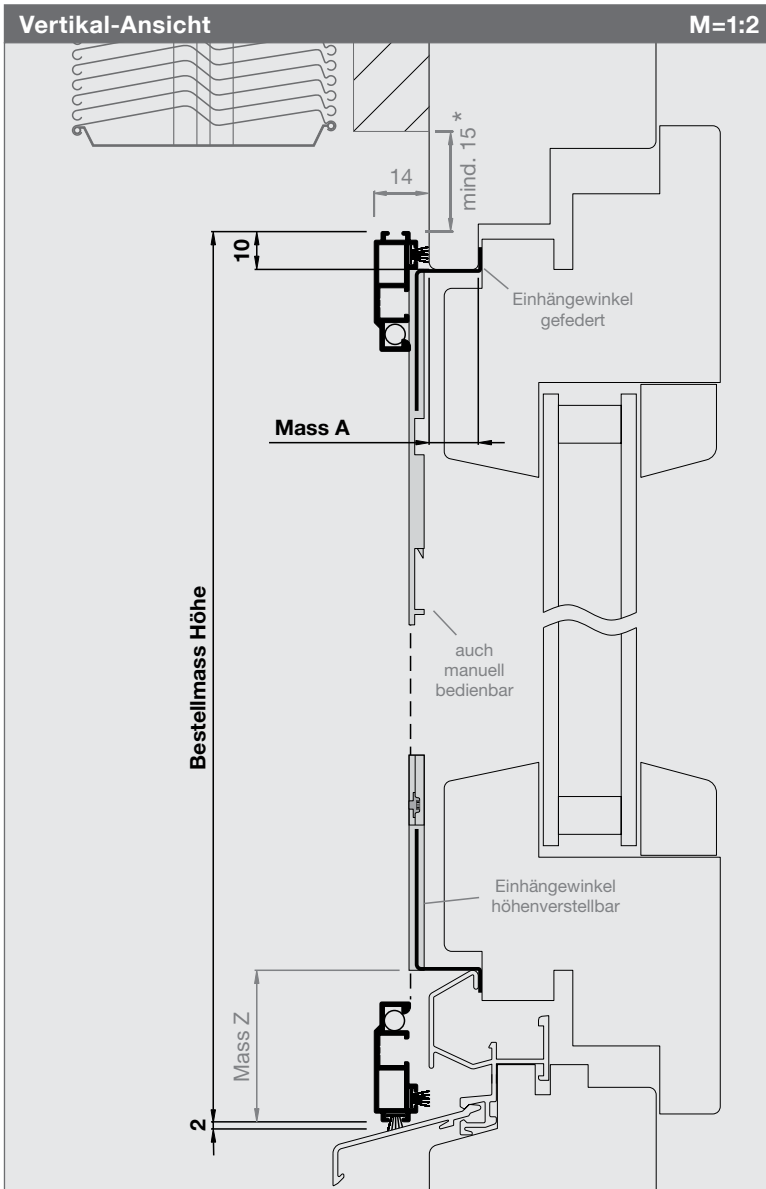 Vertikal-Ansicht M=1:2
14
mind. 15 *
10
Einhängewinkel
gefedert
Mass A
Bestellmass Höhe
auch
manuell
bedienbar
Einhängewinkel
höhenverstellbar
Mass Z
2